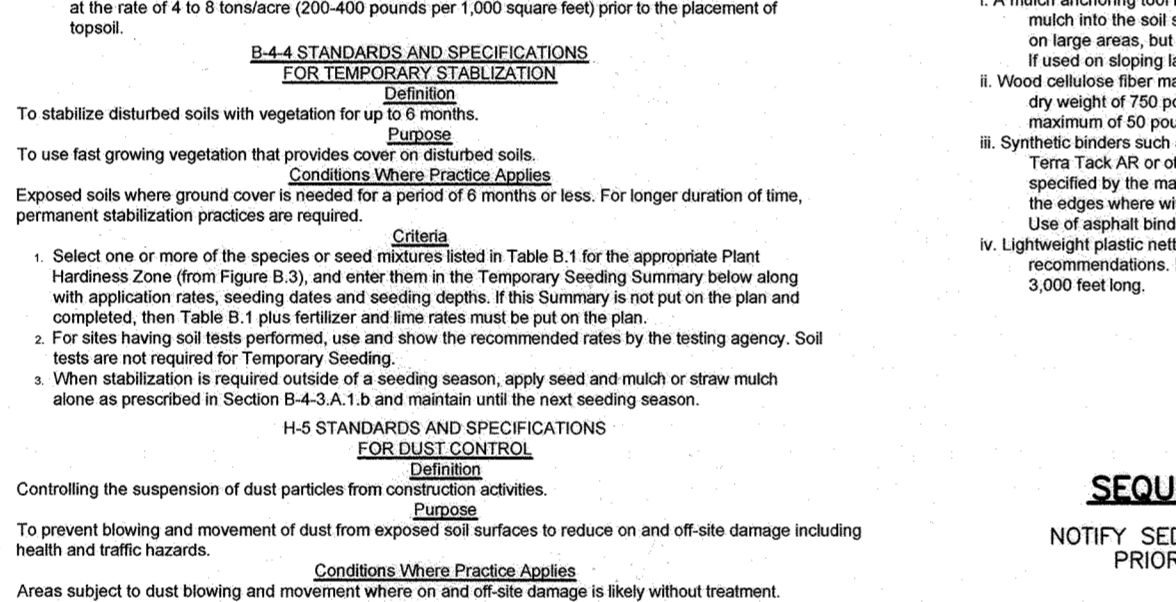 at the rate of 4 to 8 tons/acre (200-400 pounds per 1,000 square feet) prior to the placement of
topsoil.
B-4-4 STANDARDS AND SPECIFICATIONS
FOR TEMPORARY STABLIZATION
Definition
To stabilize disturbed soils with vegetation for up to 6 months.
Purpose
To use fast growing vegetation that provides cover on disturbed soils.
Conditions Where Practice Applies
Exposed soils where ground cover is needed for a period of 6 months or less. For longer duration of time,
permanent stabilization practices are required.
Criteria
1. Select one or more of the species or seed mixtures listed in Table B.1 for the appropriate Plant
Hardiness Zone (from Figure B.3), and enter them in the Temporary Seeding Summary below along
with application rates, seeding dates and seeding depths. If this Summary is not put on the plan and
completed, then Table B.1 plus fertilizer and lime rates must be put on the plan.
2. For sites having soil tests performed, use and show the recommended rates by the testing agency. Soil
tests are not required for Temporary Seeding.
3. When stabilization is required outside of a seeding season, apply seed and mulch or straw mulch
alone as prescribed in Section B-4-3.A.1.b and maintain until the next seeding season.
H-5 STANDARDS AND SPECIFICATIONS
FOR DUST CONTROL
Definition
Controlling the suspension of dust particles from construction activities.
Purpose
To prevent blowing and movement of dust from exposed soil surfaces to reduce on and off-site damage including
health and traffic hazards.
Conditions Where Practice Applies
Areas subject to dust blowing and movement where on and off-site damage is likely without treatment.
i. A mulch anchoring tool
mulch into the soil s
on large areas, but
If used on sloping la
ii. Wood cellulose fiber ma
dry weight of 750 po
maximum of 50 pou
iii. Synthetic binders such
Terra Tack AR or ot
specified by the ma
the edges where wi
Use of asphalt bind
iv. Lightweight plastic nett
recommendations.
3,000 feet long.
SEQU
NOTIFY SED
PRIOR